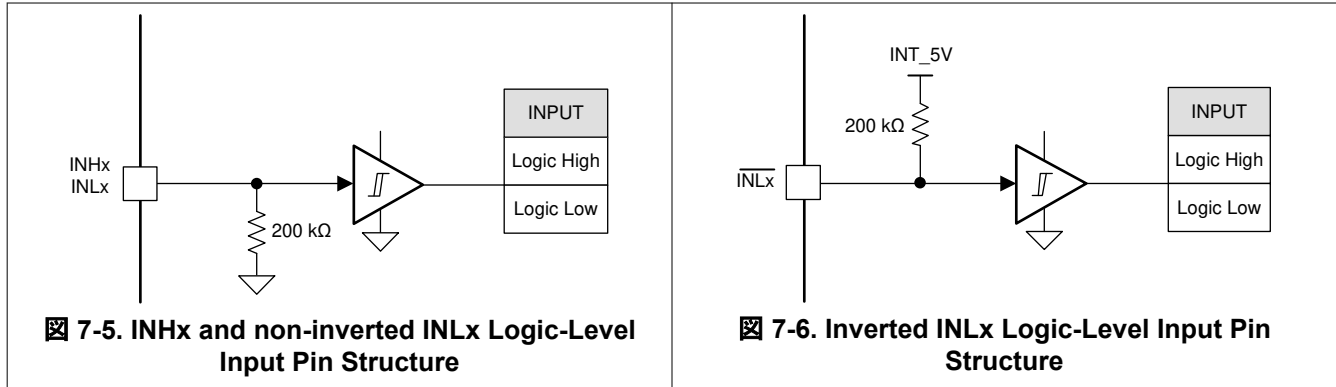 INHx
INLx
200 kΩ
INPUT
Logic High
Logic Low
図 7-5. INHx and non-inverted INLx Logic-Level
Input Pin Structure
INT_5V
200 kΩ
INLx
INPUT
Logic High
Logic Low
図 7-6. Inverted INLx Logic-Level Input Pin
Structure